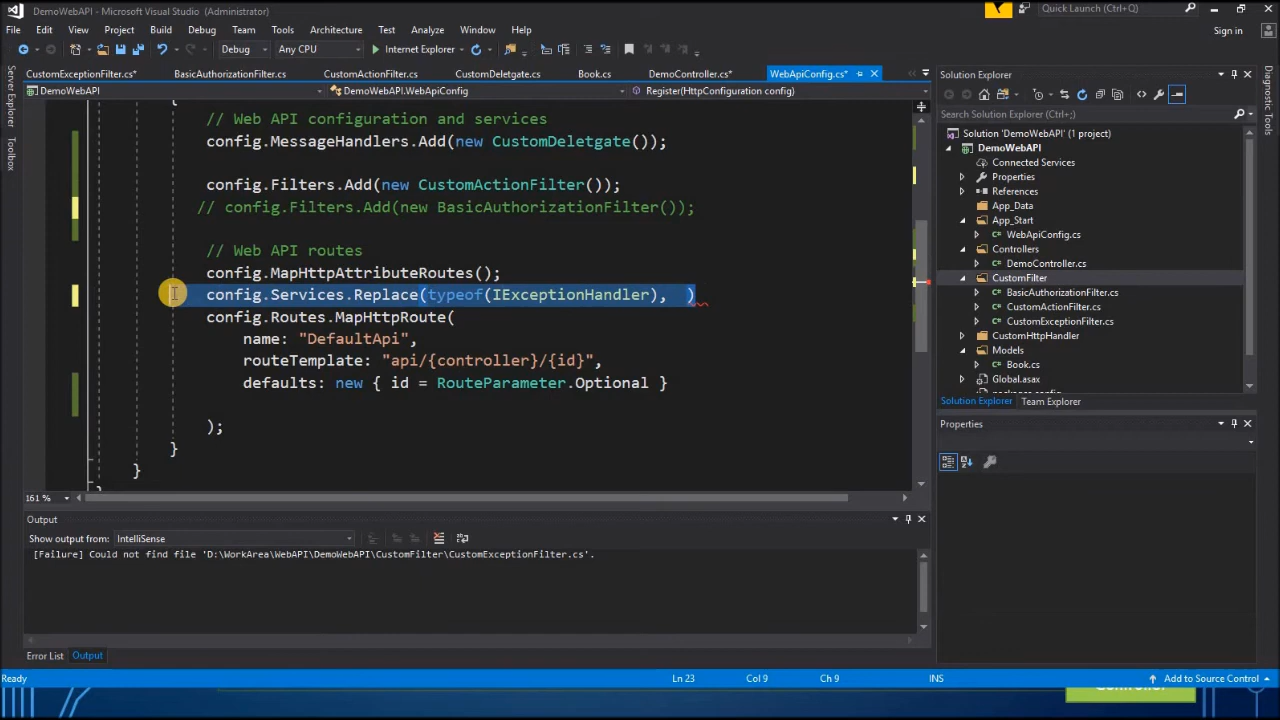 DemoWebAPI - Microsoft Visual Studio (Administrator)
Quick Launch (Ctrl+Q)
File Edit View Project Build Debug Team Tools Architecture Test Analyze Window Help
Sign in
Debug Any CPU Internet Explorer
CustomExceptionFilter.cs* BasicAuthorizationFilter.cs CustomActionFilter.cs* CustomDeletgate.cs Book.cs DemoController.cs* WebApiConfig.cs*
DemoWebAPI DemoWebAPI.WebApiConfig Register(HttpConfiguration config)
Server Explorer
Toolbox
{
// Web API configuration and services
config.MessageHandlers.Add(new CustomDeletgate());
config.Filters.Add(new CustomActionFilter());
// config.Filters.Add(new BasicAuthorizationFilter());
// Web API routes
config.MapHttpAttributeRoutes();
config.Services.Replace(typeof(IExceptionHandler),  )
config.Routes.MapHttpRoute(
name: "DefaultApi",
routeTemplate: "api/{controller}/{id}",
defaults: new { id = RouteParameter.Optional }
);
}
}
161 %
Output
Show output from: IntelliSense
[Failure] Could not find file 'D:\WorkArea\WebAPI\DemoWebAPI\CustomFilter\CustomExceptionFilter.cs'.
Error List Output
Solution Explorer
Search Solution Explorer (Ctrl+;)
Solution 'DemoWebAPI' (1 project)
DemoWebAPI
Connected Services
Properties
References
App_Data
App_Start
WebApiConfig.cs
Controllers
DemoController.cs
CustomFilter
BasicAuthorizationFilter.cs
CustomActionFilter.cs
CustomExceptionFilter.cs
CustomHttpHandler
Models
Book.cs
Global.asax
packages.config
Solution Explorer Team Explorer
Properties
Diagnostic Tools
Ready Ln 23 Col 9 Ch 9 INS Add to Source Control
Controller